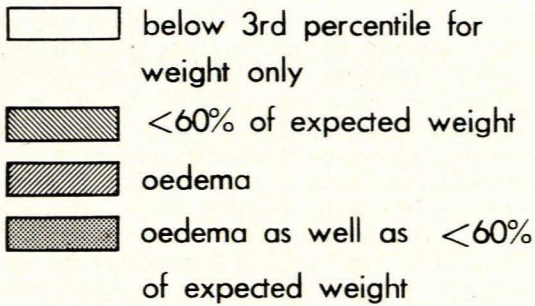 below 3rd percentile for
weight only
<60% of expected weight
oedema
oedema as well as <60%
of expected weight